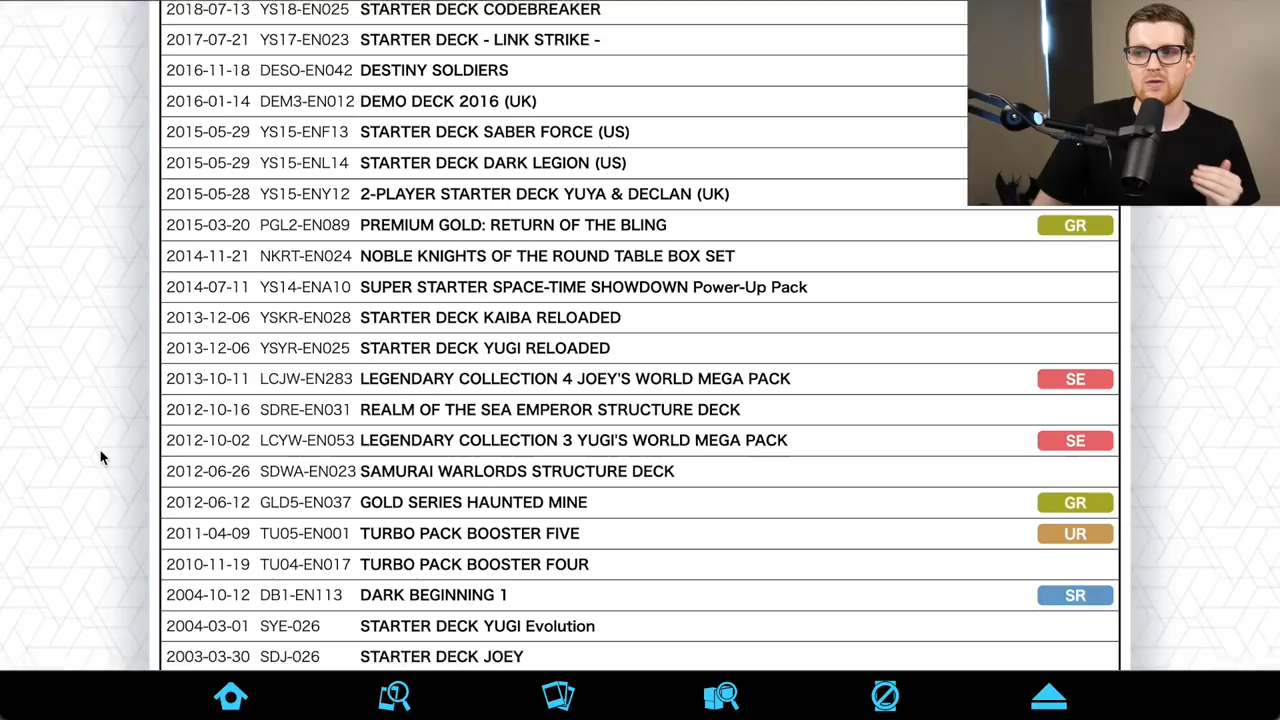 2018-07-13 YS18-EN025 STARTER DECK CODEBREAKER
2017-07-21 YS17-EN023 STARTER DECK - LINK STRIKE -
2016-11-18 DESO-EN042 DESTINY SOLDIERS
2016-01-14 DEM3-EN012 DEMO DECK 2016 (UK)
2015-05-29 YS15-ENF13 STARTER DECK SABER FORCE (US)
2015-05-29 YS15-ENL14 STARTER DECK DARK LEGION (US)
2015-05-28 YS15-ENY12 2-PLAYER STARTER DECK YUYA & DECLAN (UK)
2015-03-20 PGL2-EN089 PREMIUM GOLD: RETURN OF THE BLING GR
2014-11-21 NKRT-EN024 NOBLE KNIGHTS OF THE ROUND TABLE BOX SET
2014-07-11 YS14-ENA10 SUPER STARTER SPACE-TIME SHOWDOWN Power-Up Pack
2013-12-06 YSKR-EN028 STARTER DECK KAIBA RELOADED
2013-12-06 YSYR-EN025 STARTER DECK YUGI RELOADED
2013-10-11 LCJW-EN283 LEGENDARY COLLECTION 4 JOEY'S WORLD MEGA PACK SE
2012-10-16 SDRE-EN031 REALM OF THE SEA EMPEROR STRUCTURE DECK
2012-10-02 LCYW-EN053 LEGENDARY COLLECTION 3 YUGI'S WORLD MEGA PACK SE
2012-06-26 SDWA-EN023 SAMURAI WARLORDS STRUCTURE DECK
2012-06-12 GLD5-EN037 GOLD SERIES HAUNTED MINE GR
2011-04-09 TU05-EN001 TURBO PACK BOOSTER FIVE UR
2010-11-19 TU04-EN017 TURBO PACK BOOSTER FOUR
2004-10-12 DB1-EN113 DARK BEGINNING 1 SR
2004-03-01 SYE-026 STARTER DECK YUGI Evolution
2003-03-30 SDJ-026 STARTER DECK JOEY